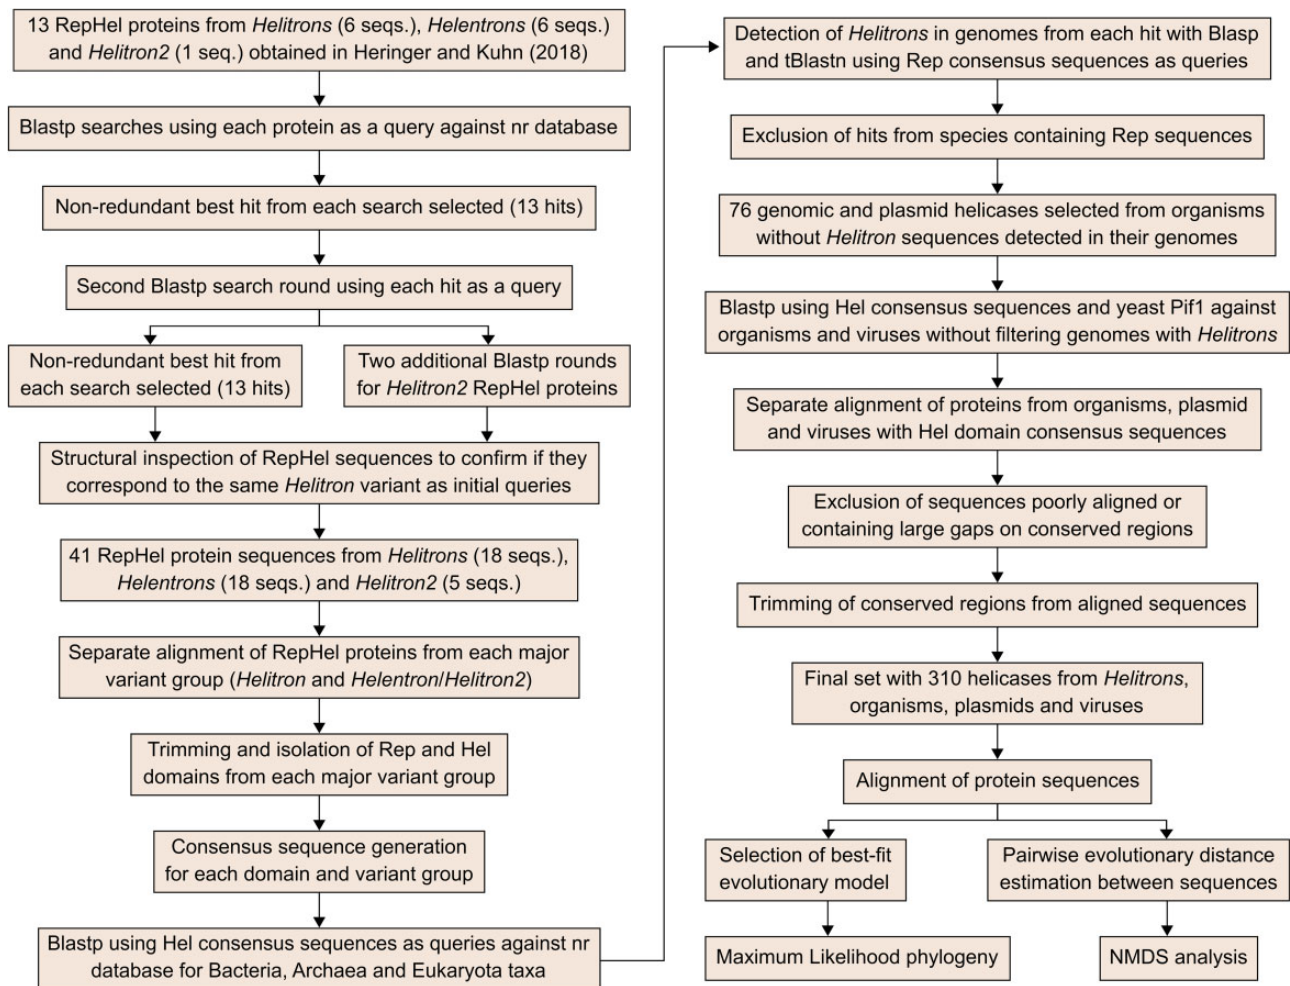 13 RepHel proteins from Helitrons (6 seqs.), Helentrons (6 seqs.)
and Helitron2 (1 seq.) obtained in Heringer and Kuhn (2018)
Blastp searches using each protein as a query against nr database
Non-redundant best hit from each search selected (13 hits)
Second Blastp search round using each hit as a query
Non-redundant best hit from
each search selected (13 hits)
Two additional Blastp rounds
for Helitron2 RepHel proteins
Structural inspection of RepHel sequences to confirm if they
correspond to the same Helitron variant as initial queries
41 RepHel protein sequences from Helitrons (18 seqs.),
Helentrons (18 seqs.) and Helitron2 (5 seqs.)
Separate alignment of RepHel proteins from each major
variant group (Helitron and Helentron/Helitron2)
Trimming and isolation of Rep and Hel
domains from each major variant group
Consensus sequence generation
for each domain and variant group
Blastp using Hel consensus sequences as queries against nr
database for Bacteria, Archaea and Eukaryota taxa
Detection of Helitrons in genomes from each hit with Blasp
and tBlastn using Rep consensus sequences as queries
Exclusion of hits from species containing Rep sequences
76 genomic and plasmid helicases selected from organisms
without Helitron sequences detected in their genomes
Blastp using Hel consensus sequences and yeast Pif1 against
organisms and viruses without filtering genomes with Helitrons
Separate alignment of proteins from organisms, plasmid
and viruses with Hel domain consensus sequences
Exclusion of sequences poorly aligned or
containing large gaps on conserved regions
Trimming of conserved regions from aligned sequences
Final set with 310 helicases from Helitrons,
organisms, plasmids and viruses
Alignment of protein sequences
Selection of best-fit
evolutionary model
Pairwise evolutionary distance
estimation between sequences
Maximum Likelihood phylogeny
NMDS analysis